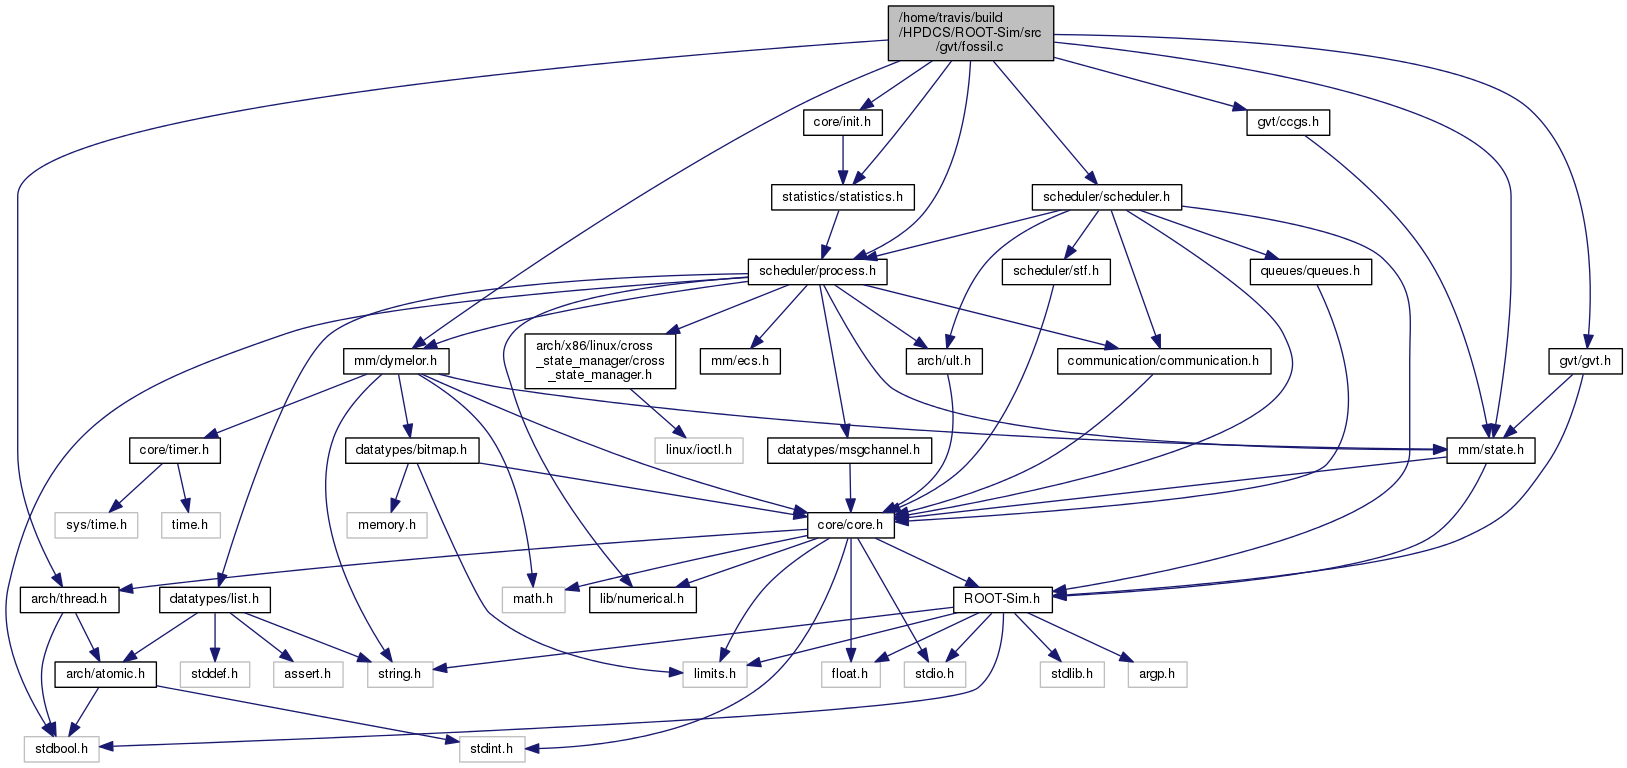 /home/travis/build
/HPDCS/ROOT-Sim/src
/gvt/fossil.c
core/init.h
gvt/ccgs.h
statistics/statistics.h
scheduler/scheduler.h
scheduler/process.h
scheduler/stf.h
queues/queues.h
mm/dymelor.h
arch/x86/linux/cross
_state_manager/cross
_state_manager.h
mm/ecs.h
arch/ult.h
communication/communication.h
gvt/gvt.h
core/timer.h
datatypes/bitmap.h
linux/ioctl.h
datatypes/msgchannel.h
mm/state.h
sys/time.h
time.h
memory.h
core/core.h
arch/thread.h
datatypes/list.h
math.h
lib/numerical.h
ROOT-Sim.h
arch/atomic.h
stddef.h
assert.h
string.h
limits.h
float.h
stdio.h
stdlib.h
argp.h
stdbool.h
stdint.h